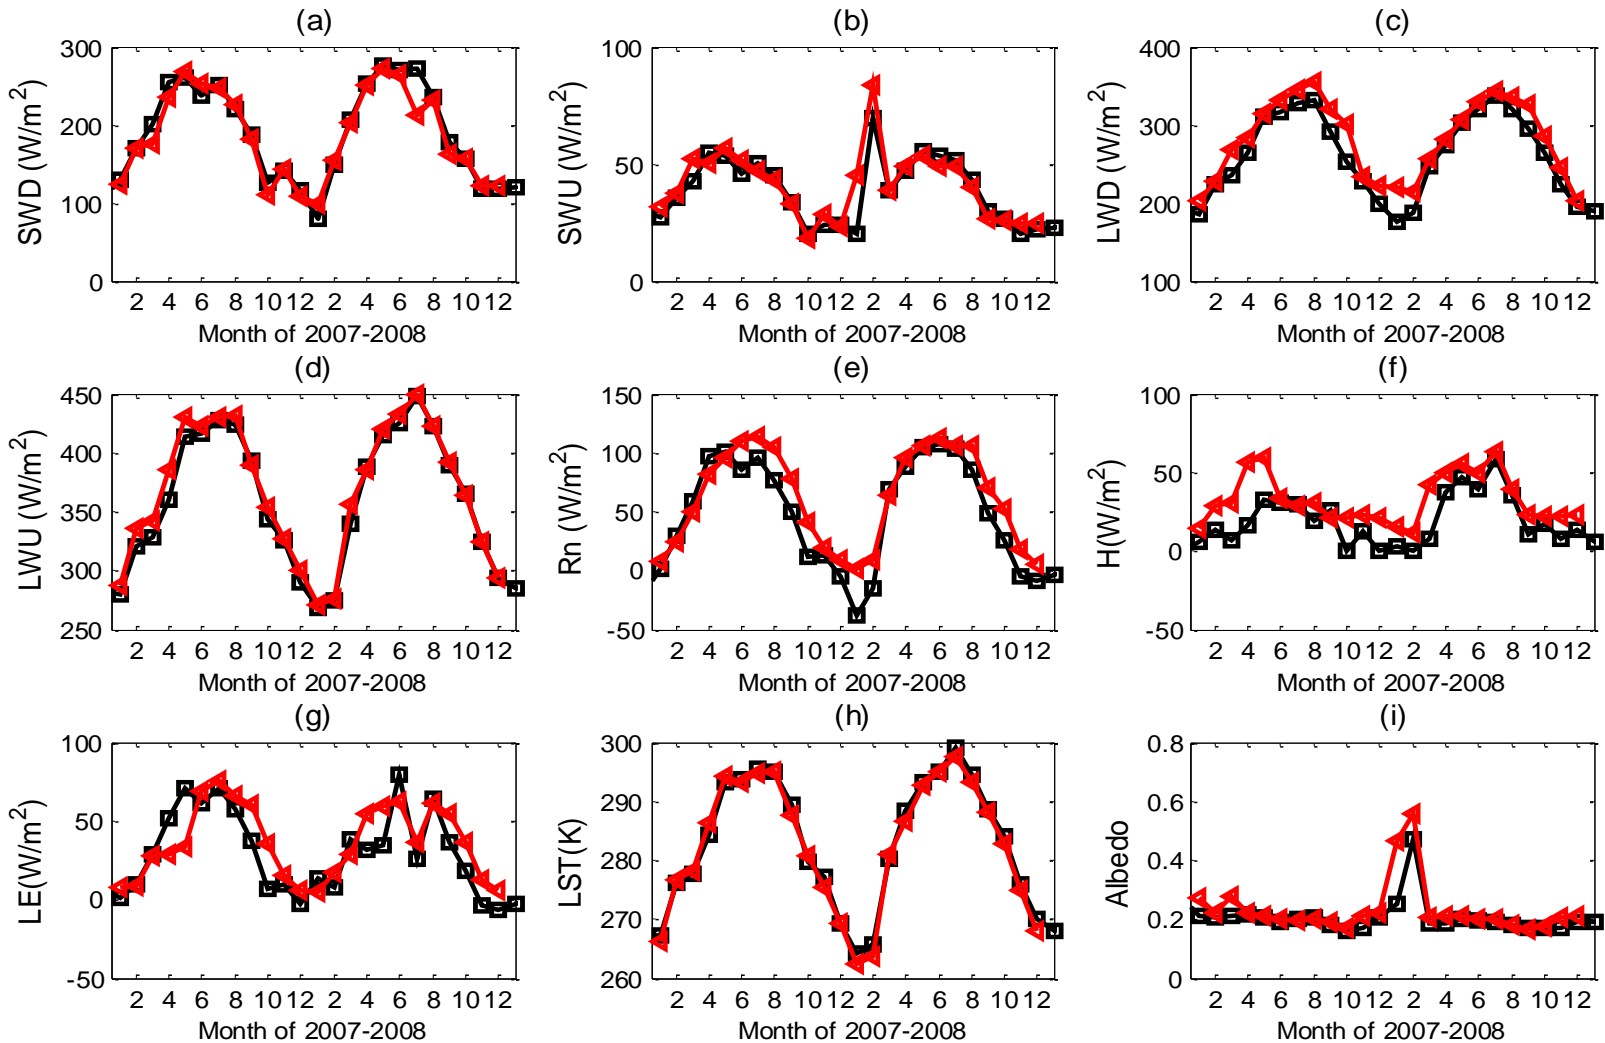 (a)
300
200
100
0
SWD (W/m²)
2 4 6 8 10 12 2 4 6 8 10 12
Month of 2007-2008
(b)
100
50
0
SWU (W/m²)
2 4 6 8 10 12 2 4 6 8 10 12
Month of 2007-2008
(c)
400
300
200
100
LWD (W/m²)
2 4 6 8 10 12 2 4 6 8 10 12
Month of 2007-2008
(d)
450
400
350
300
250
LWU (W/m²)
2 4 6 8 10 12 2 4 6 8 10 12
Month of 2007-2008
(e)
150
100
50
0
-50
Rn (W/m²)
2 4 6 8 10 12 2 4 6 8 10 12
Month of 2007-2008
(f)
100
50
0
-50
H(W/m²)
2 4 6 8 10 12 2 4 6 8 10 12
Month of 2007-2008
(g)
100
50
0
-50
LE(W/m²)
2 4 6 8 10 12 2 4 6 8 10 12
Month of 2007-2008
(h)
300
290
280
270
260
LST(K)
2 4 6 8 10 12 2 4 6 8 10 12
Month of 2007-2008
(i)
0.8
0.6
0.4
0.2
0
Albedo
2 4 6 8 10 12 2 4 6 8 10 12
Month of 2007-2008